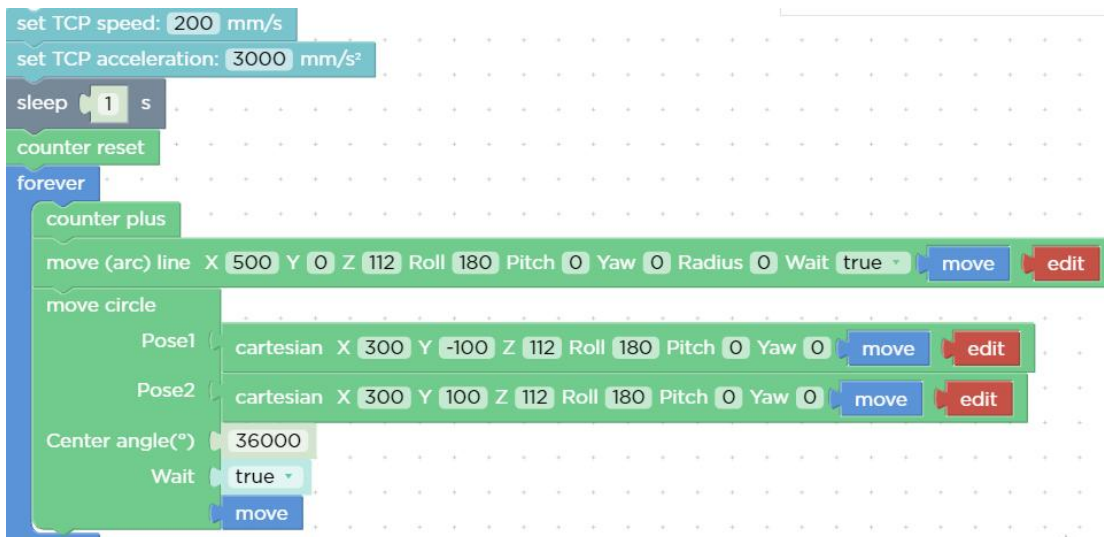 set TCP speed: 200 mm/s
set TCP acceleration: 3000 mm/s²
sleep 1 s
counter reset
forever
counter plus
move (arc) line X 500 Y 0 Z 112 Roll 180 Pitch 0 Yaw 0 Radius 0 Wait true move edit
move circle
Pose1 cartesian X 300 Y -100 Z 112 Roll 180 Pitch 0 Yaw 0 move edit
Pose2 cartesian X 300 Y 100 Z 112 Roll 180 Pitch 0 Yaw 0 move edit
Center angle(°) 36000
Wait true
move